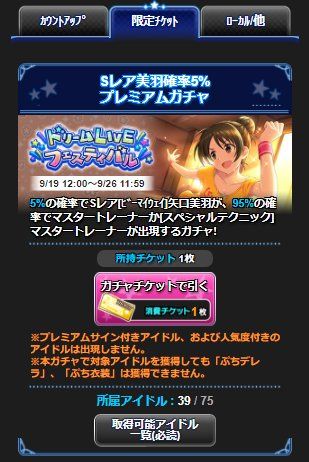 ｶｳﾝﾄｱｯﾌﾟ
限定ﾁｹｯﾄ
ﾛｰｶﾙ/他
Sレア美羽確率5%
プレミアムガチャ
ドリームLIVE
フェスティバル
9/19 12:00～9/26 11:59
5%の確率でSレア[ﾋﾞｰﾏｲｳｪｲ]矢口美羽が、95%の確
率でマスタートレーナーか[スペシャルテクニック]
マスタートレーナーが出現するガチャ!
所持チケット 1枚
ガチャチケットで引く
消費チケット 1枚
※プレミアムサイン付きアイドル、および人気度付きの
アイドルは出現しません。
※本ガチャで対象アイドルを獲得しても「ぷちデレ
ラ」、「ぷち衣装」は獲得できません。
所属アイドル : 39 / 75
取得可能アイドル
一覧(必読)